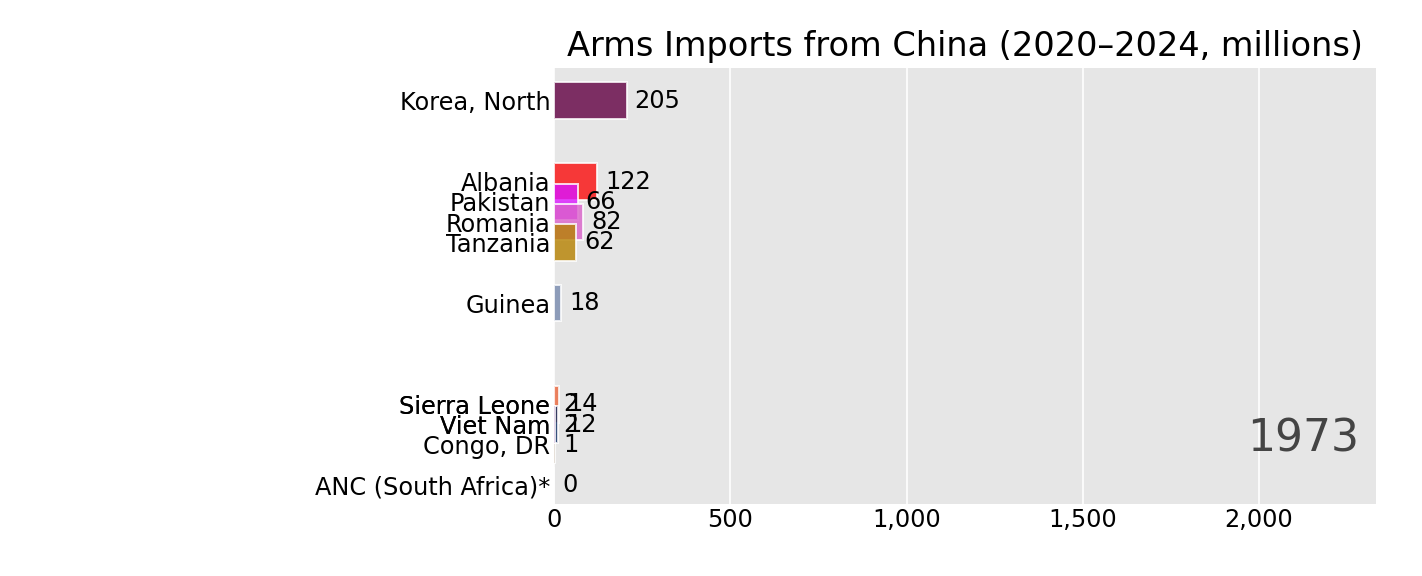 Arms Imports from China (2020–2024, millions)
Korea, North 205
Albania 122
Pakistan 66
Romania 82
Tanzania 62
Guinea 18
Sierra Leone 14
Viet Nam 12
Congo, DR 1
ANC (South Africa)* 0
1973
0 500 1,000 1,500 2,000